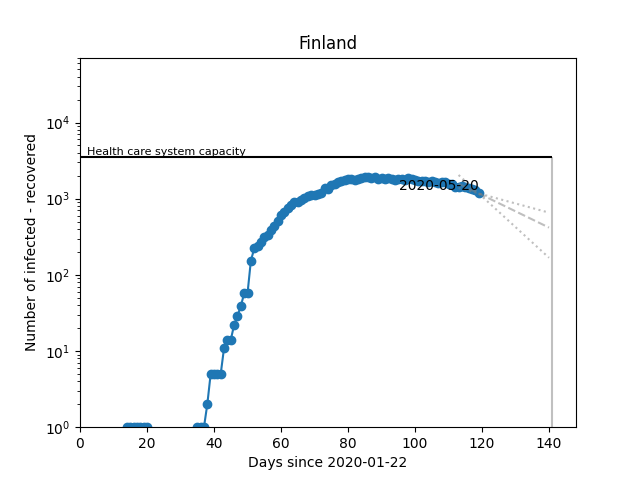 Finland
Number of infected - recovered
10^4
10^3
10^2
10^1
10^0
Health care system capacity
2020-05-20
0 20 40 60 80 100 120 140
Days since 2020-01-22